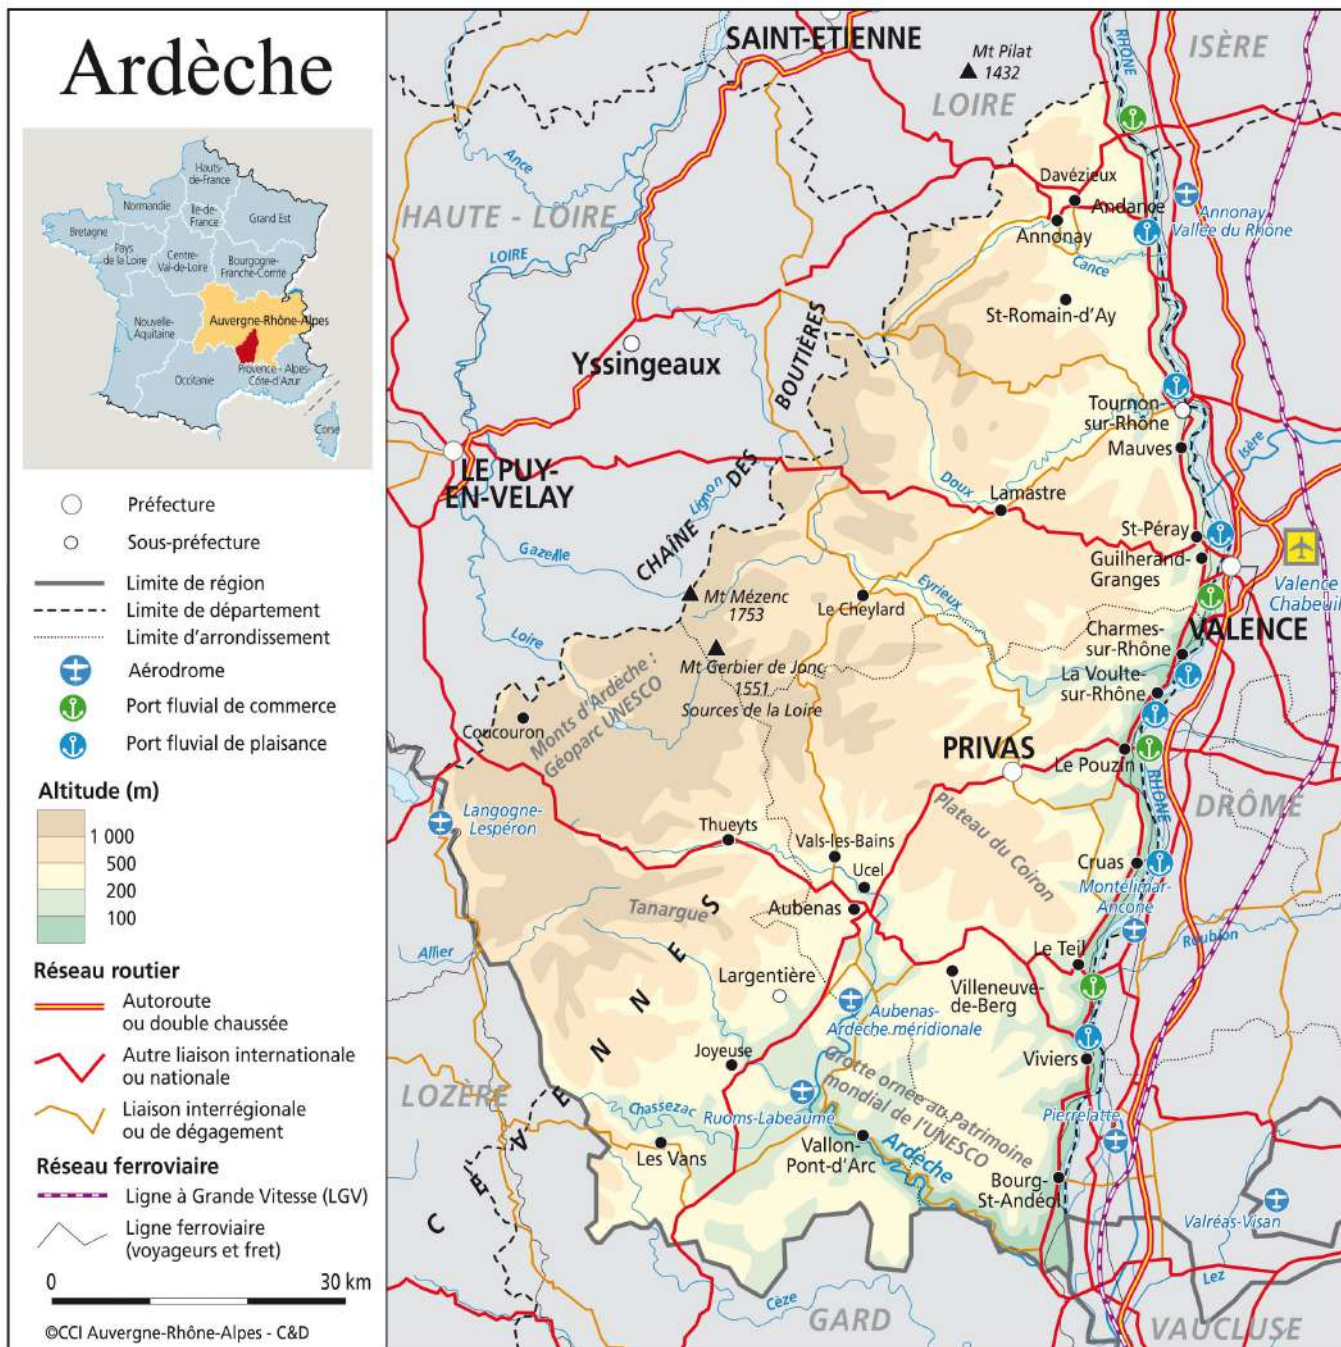 Ardèche
Hauts-
de-France
Normandie
Ile-de-
France
Grand Est
Bretagne
Pays
de la Loire
Centre-
Val-de-Loire
Bourgogne-
Franche-Comté
Nouvelle-
Aquitaine
Auvergne-Rhône-Alpes
Occitanie
Provence - Alpes-
Côte-d'Azur
Corse
Préfecture
Sous-préfecture
Limite de région
Limite de département
Limite d'arrondissement
Aérodrome
Port fluvial de commerce
Port fluvial de plaisance
Altitude (m)
1 000
500
200
100
Réseau routier
Autoroute
ou double chaussée
Autre liaison internationale
ou nationale
Liaison interrégionale
ou de dégagement
Réseau ferroviaire
Ligne à Grande Vitesse (LGV)
Ligne ferroviaire
(voyageurs et fret)
0 30 km
©CCI Auvergne-Rhône-Alpes - C&D
SAINT-ETIENNE
Mt Pilat
1432
RHÔNE
ISÈRE
LOIRE
Ance
HAUTE - LOIRE
LOIRE
Davézieux
Andance
Annonay
Annonay
Vallée du Rhône
Cance
St-Romain-d'Ay
Yssingeaux
CHAÎNE DES BOUTIÈRES
Tournon-
sur-Rhône
Mauves
Isère
LE PUY-
EN-VELAY
Lignon
Doux
Lamastre
St-Péray
Guilherand-
Granges
Gazeille
Mt Mézenc
1753
Le Cheylard
Eyrieux
Valence
Chabeuil
VALENCE
Charmes-
sur-Rhône
Loire
Mt Gerbier de Jonc
1551
Sources de la Loire
La Voulte-
sur-Rhône
Monts d'Ardèche :
Géoparc UNESCO
Coucouron
PRIVAS
Le Pouzin
RHÔNE
DRÔME
Langogne-
Lespéron
Plateau du Coiron
Thueyts
Vals-les-Bains
Ucel
Cruas
Montélimar-
Ancône
Tanargue
Aubenas
Allier
Le Teil
Roubion
Largentière
Villeneuve-
de-Berg
Aubenas-
Ardèche méridionale
CÉVENNES
Joyeuse
Viviers
LOZÈRE
Grotte ornée au Patrimoine
mondial de l'UNESCO
Chassezac
Ruoms-Labeaume
Pierrelatte
Les Vans
Vallon-
Pont-d'Arc
Ardèche
Bourg-
St-Andéol
Valréas-Visan
Cèze
Lez
GARD
VAUCLUSE